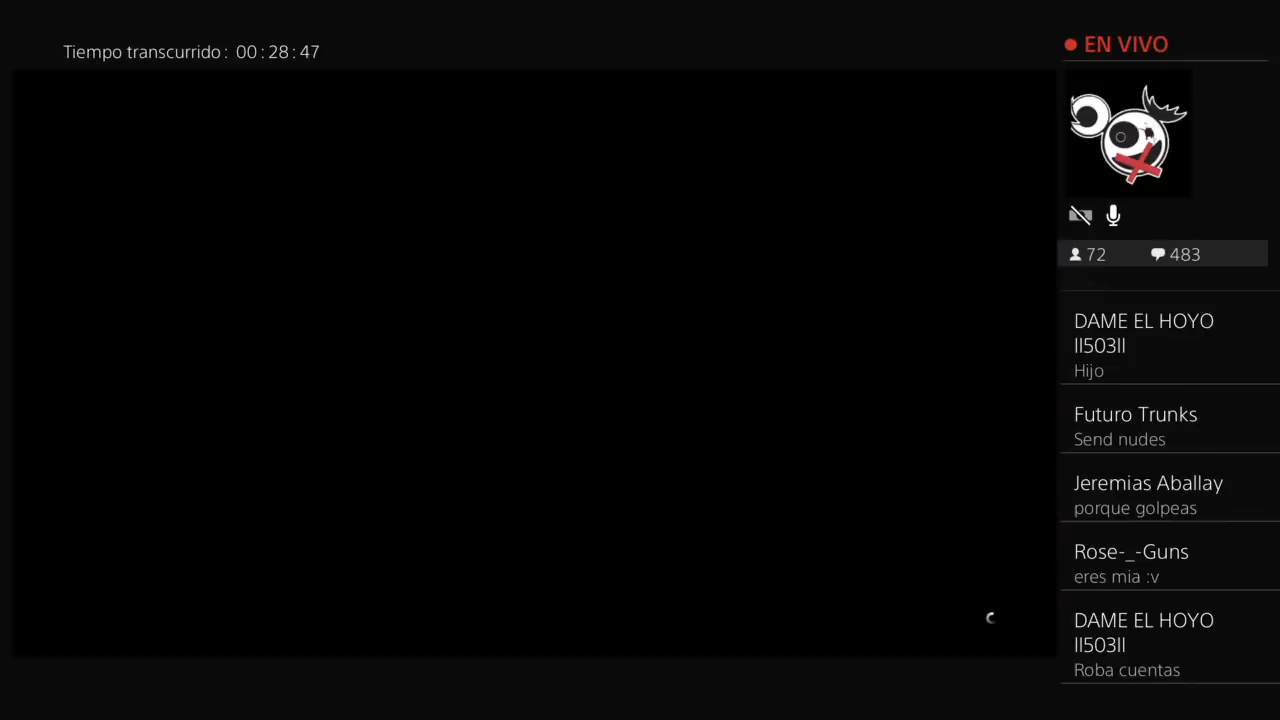 Tiempo transcurrido: 00:28:47
EN VIVO
72 483
DAME EL HOYO
ll503ll
Hijo
Futuro Trunks
Send nudes
Jeremias Aballay
porque golpeas
Rose-_-Guns
eres mia :v
DAME EL HOYO
ll503ll
Roba cuentas